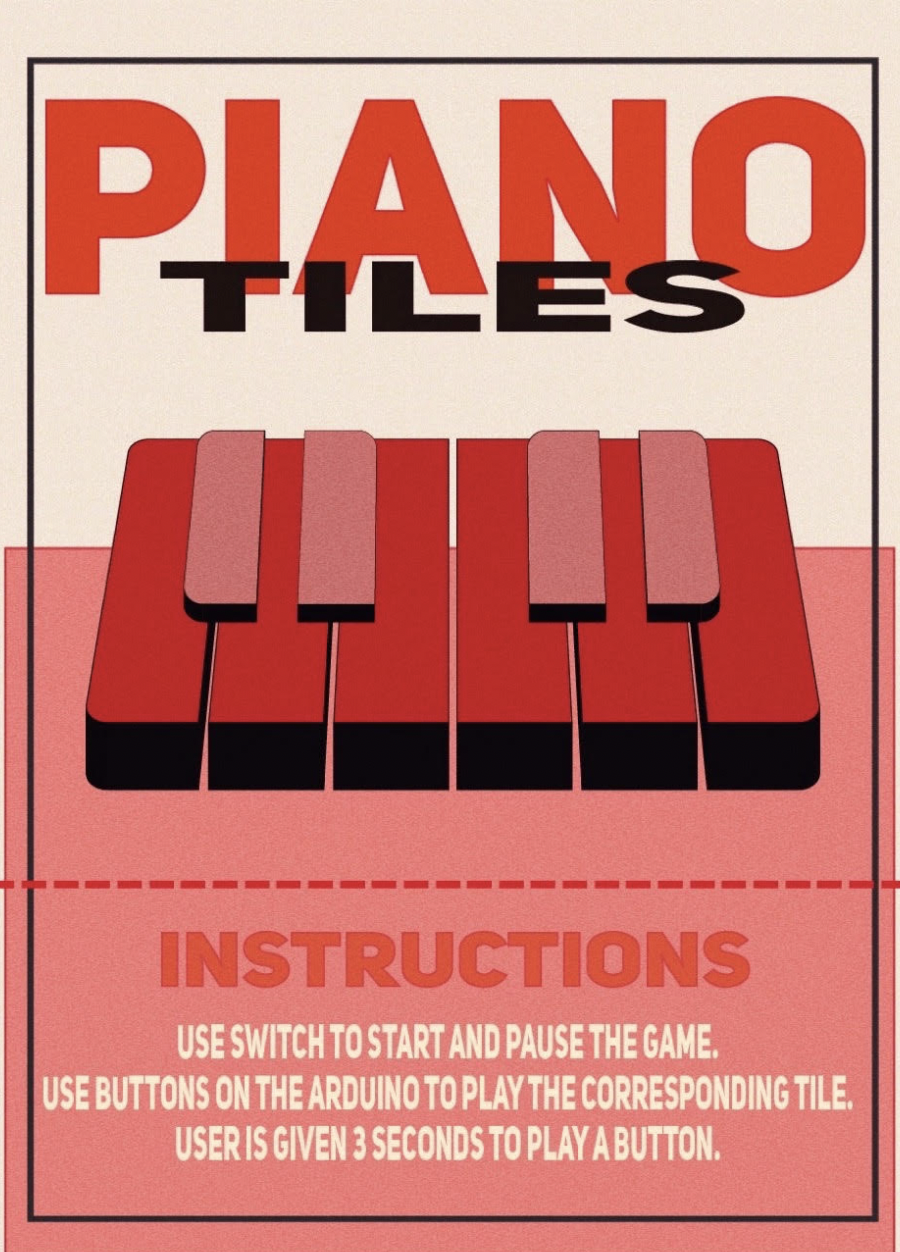 PIANO
TILES
INSTRUCTIONS
USE SWITCH TO START AND PAUSE THE GAME.
USE BUTTONS ON THE ARDUINO TO PLAY THE CORRESPONDING TILE.
USER IS GIVEN 3 SECONDS TO PLAY A BUTTON.